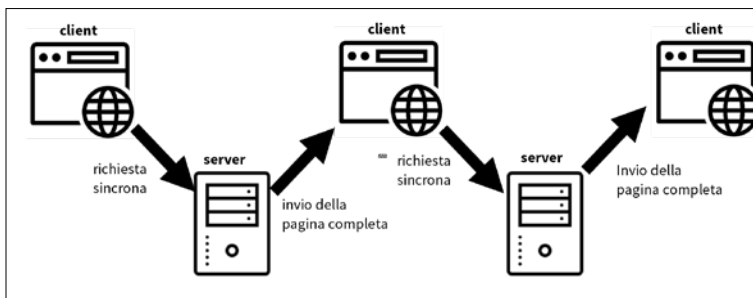 client
client
client
richiesta
sincrona
server
invio della
pagina completa
richiesta
sincrona
server
Invio della
pagina completa